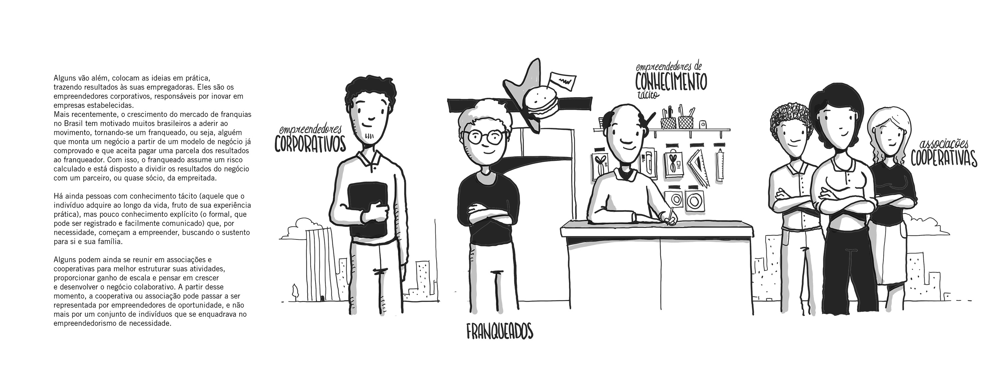 Alguns vão além, colocam as ideias em prática,
trazendo resultados às suas empregadoras. Eles são os
empreendedores corporativos, responsáveis por inovar em
empresas estabelecidas.
Mais recentemente, o crescimento do mercado de franquias
no Brasil tem motivado muitos brasileiros a aderir ao
movimento, tornando-se um franqueado, ou seja, alguém
que monta um negócio a partir de um modelo de negócio já
comprovado e que aceita pagar uma parcela dos resultados
ao franqueador. Com isso, o franqueado assume um risco
calculado e está disposto a dividir os resultados do negócio
com um parceiro, ou quase sócio, da empreitada.
Há ainda pessoas com conhecimento tácito (aquele que o
indivíduo adquire ao longo da vida, fruto de sua experiência
prática), mas pouco conhecimento explícito (o formal, que
pode ser registrado e facilmente comunicado) que, por
necessidade, começam a empreender, buscando o sustento
para si e sua família.
Alguns podem ainda se reunir em associações e
cooperativas para melhor estruturar suas atividades,
proporcionar ganho de escala e pensar em crescer
e desenvolver o negócio colaborativo. A partir desse
momento, a cooperativa ou associação pode passar a ser
representada por empreendedores de oportunidade, e não
mais por um conjunto de indivíduos que se enquadrava no
empreendedorismo de necessidade.
empreendedores
CORPORATIVOS
FRANQUEADOS
empreendedores de
CONHECIMENTO
tácito
associações
COOPERATIVAS